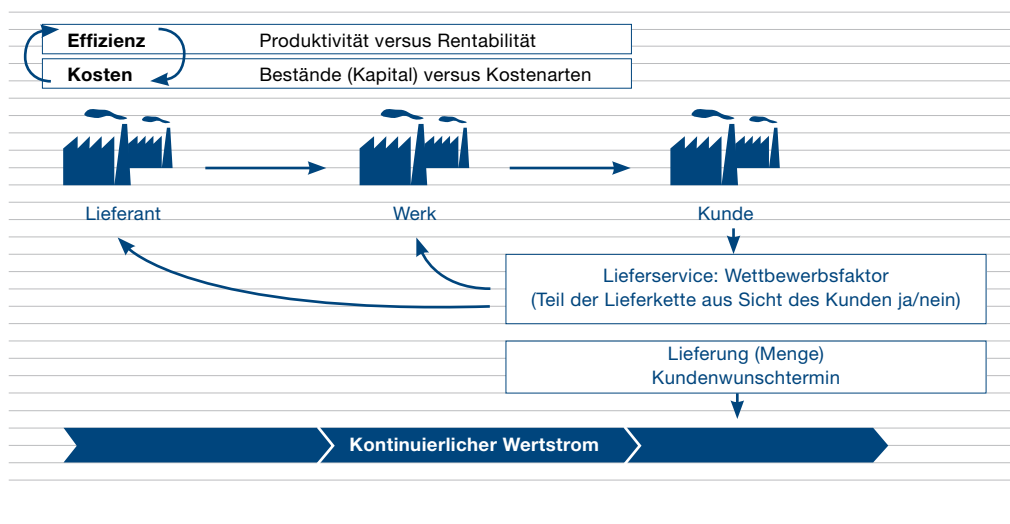 Effizienz Produktivität versus Rentabilität
Kosten Bestände (Kapital) versus Kostenarten
Lieferant Werk Kunde
Lieferservice: Wettbewerbsfaktor
(Teil der Lieferkette aus Sicht des Kunden ja/nein)
Lieferung (Menge)
Kundenwunschtermin
Kontinuierlicher Wertstrom